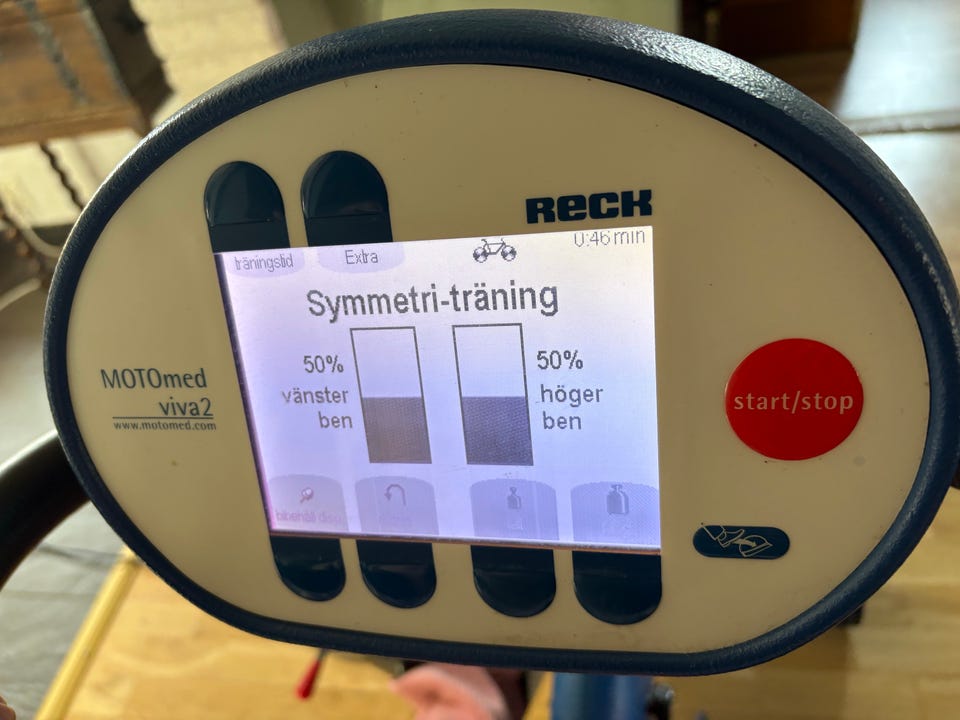 RECK
träningstid
Extra
0:46 min
Symmetri-träning
50%
vänster
ben
50%
höger
ben
MOTOmed
viva2
www.motomed.com
start/stop
bibehåll